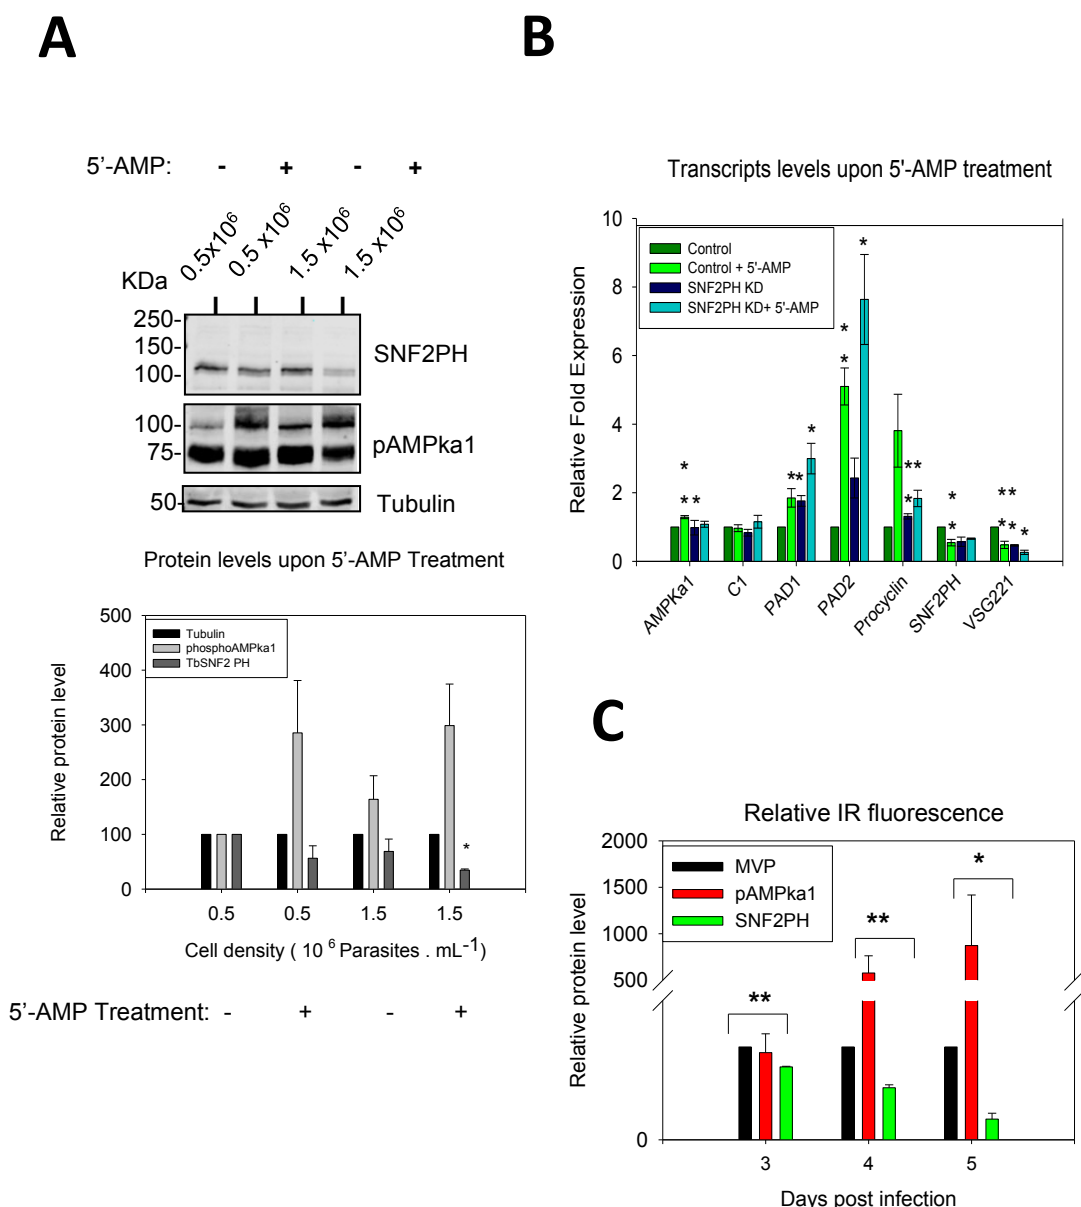 A
5'-AMP: - + - +
0.5x10⁶ 0.5 x10⁶ 1.5 x10⁶ 1.5 x10⁶
KDa
250-
150-
100-
SNF2PH
100-
75-
pAMPka1
50-
Tubulin
Protein levels upon 5'-AMP Treatment
Relative protein level
500
400
300
200
100
0
Tubulin
phosphoAMPka1
TbSNF2 PH
*
0.5 0.5 1.5 1.5
Cell density ( 10 ⁶ Parasites . mL⁻¹)
5'-AMP Treatment: - + - +
B
Transcripts levels upon 5'-AMP treatment
Relative Fold Expression
10
8
6
4
2
0
Control
Control + 5'-AMP
SNF2PH KD
SNF2PH KD+ 5'-AMP
* * * * ** * * * * ** * * * ** * * *
AMPKa1 C1 PAD1 PAD2 Procyclin SNF2PH VSG221
C
Relative IR fluorescence
Relative protein level
2000
1500
1000
500
0
MVP
pAMPka1
SNF2PH
** ** *
3 4 5
Days post infection